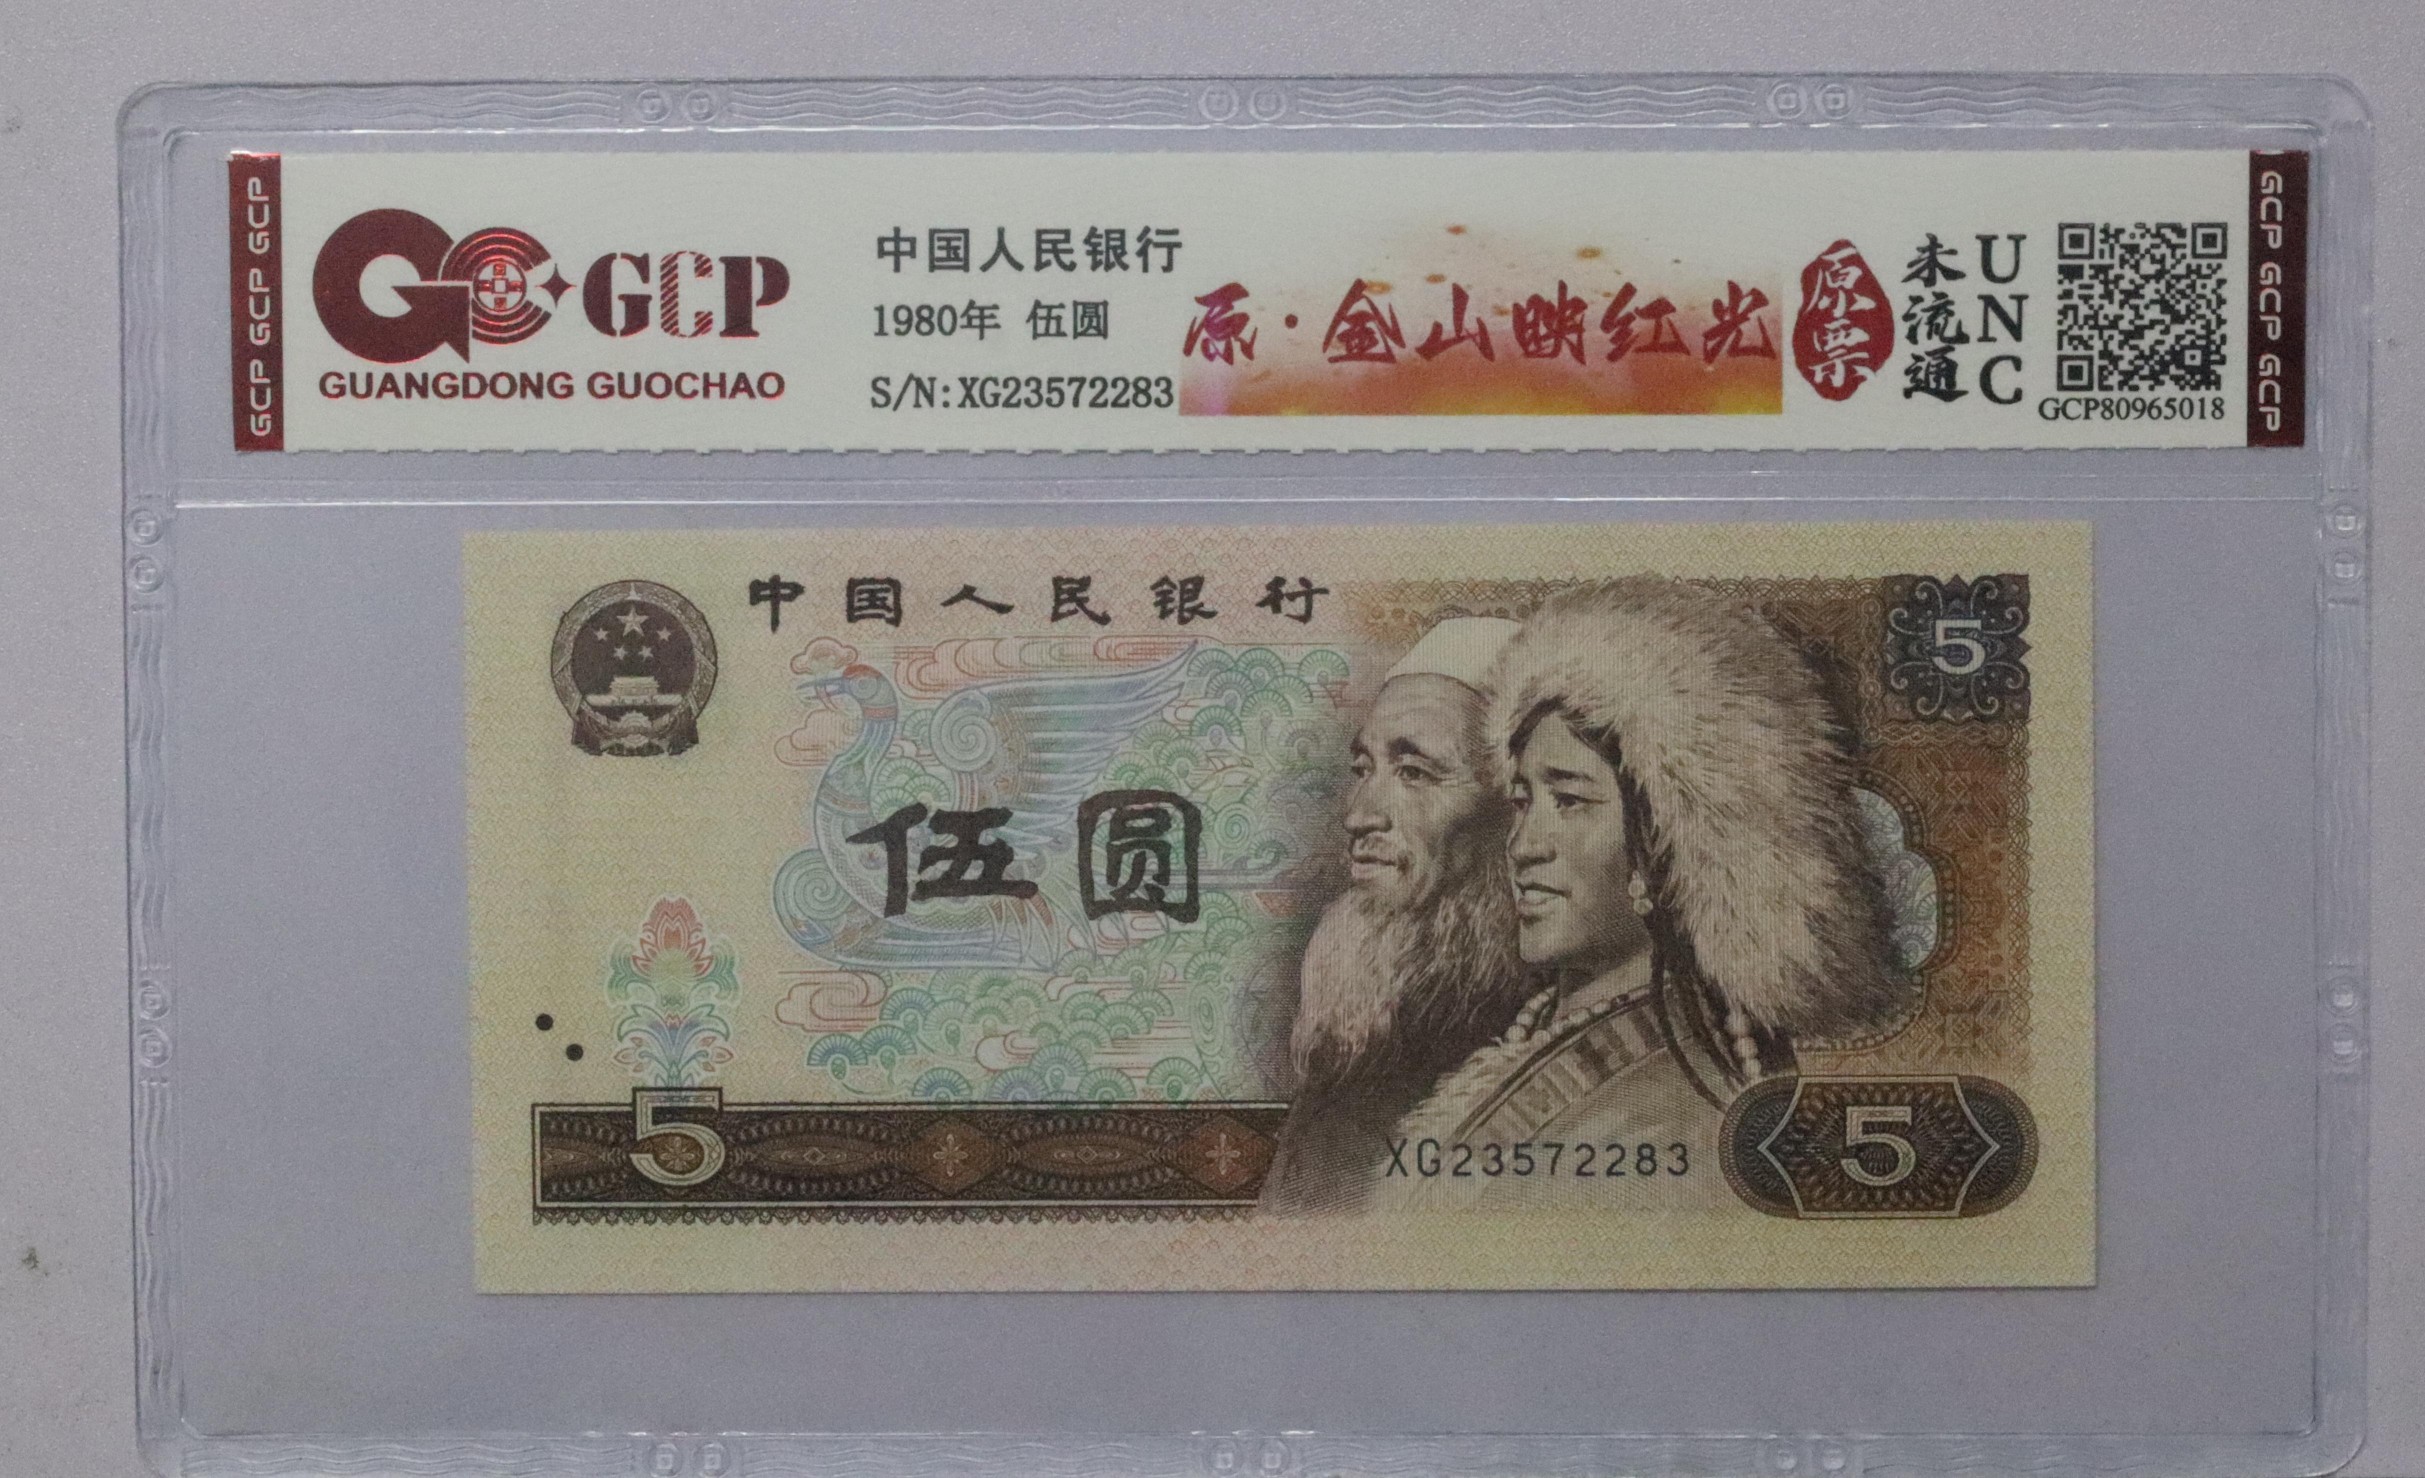 GCP GCP GCP
GCP
GUANGDONG GUOCHAO
中国人民银行
1980年 伍圆
S/N:XG23572283
原·金山映红光
原票
未流通
UNC
GCP80965018
GCP GCP GCP
中国人民银行
5
伍圆
5
XG23572283
5